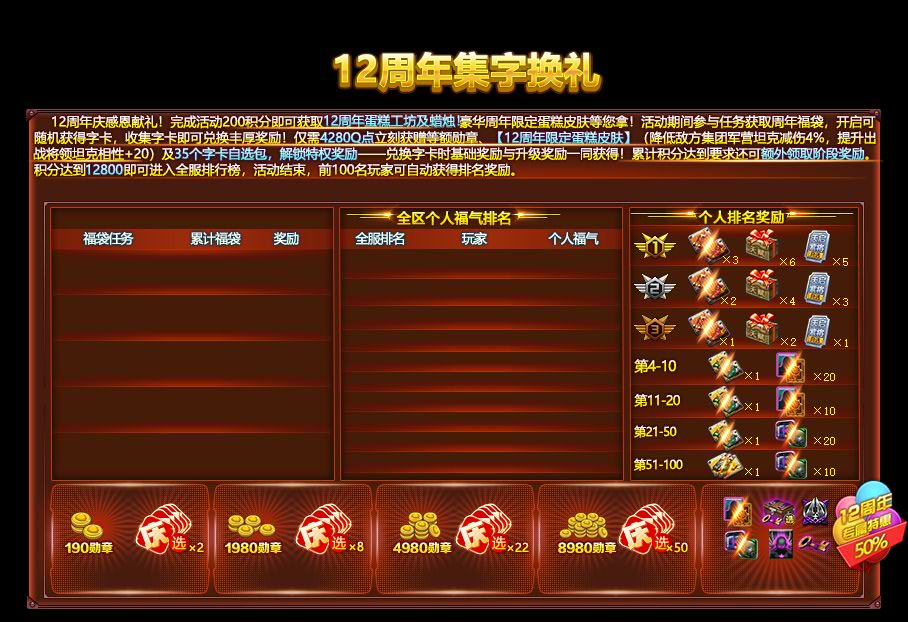 12周年集字换礼
12周年庆感恩献礼！完成活动200积分即可获取12周年蛋糕工坊及蜡烛!豪华周年限定蛋糕皮肤等您拿！活动期间参与任务获取周年福袋，开启可
随机获得字卡，收集字卡即可兑换丰厚奖励！仅需4280Q点立刻获赠等额勋章、【12周年限定蛋糕皮肤】（降低敌方集团军营坦克减伤4%，提升出
战将领坦克相性+20）及35个字卡自选包，解锁特权奖励——兑换字卡时基础奖励与升级奖励一同获得！累计积分达到要求还可额外领取阶段奖励。
积分达到12800即可进入全服排行榜，活动结束，前100名玩家可自动获得排名奖励。
全区个人福气排名
个人排名奖励
福袋任务 累计福袋 奖励
全服排名 玩家 个人福气
1 ×3 ×6 ×5
2 ×2 ×4 ×3
3 ×1 ×2 ×1
第4-10 ×1 ×20
第11-20 ×1 ×10
第21-50 ×1 ×20
第51-100 ×1 ×10
190勋章 庆 选 ×2
1980勋章 庆 选 ×8
4980勋章 庆 选 ×22
8980勋章 庆 选 ×50
选
12周年
专属特惠
50%